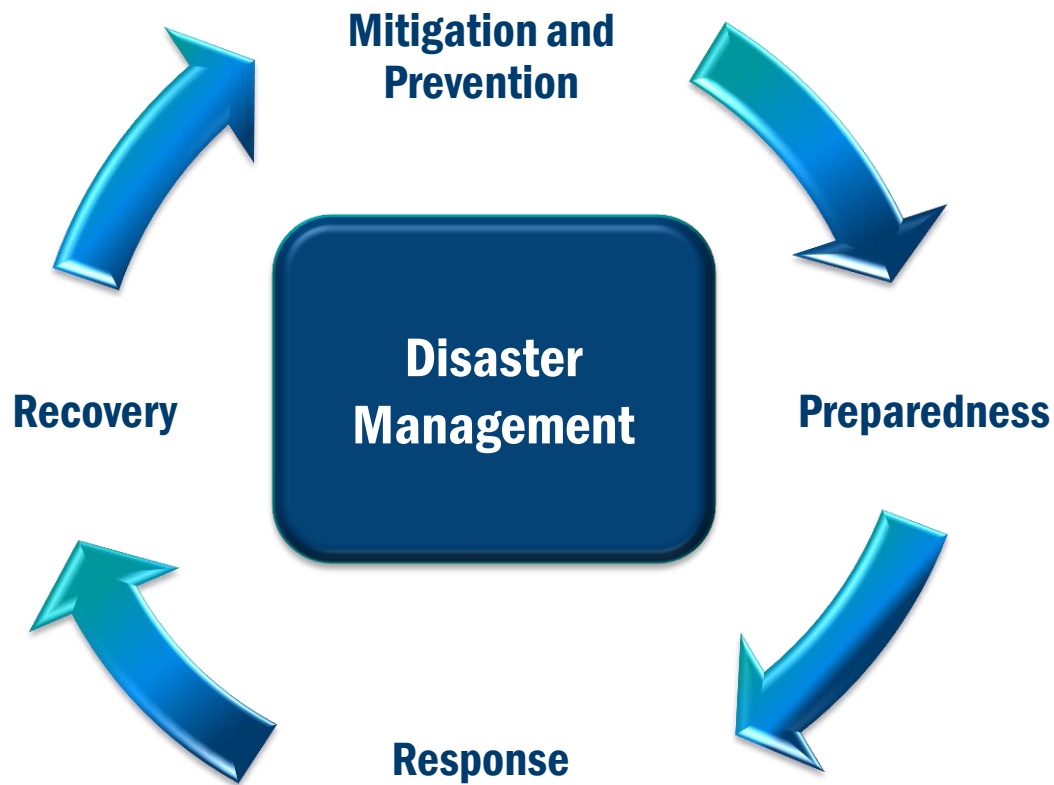 Mitigation and
Prevention
Disaster
Management
Recovery
Preparedness
Response